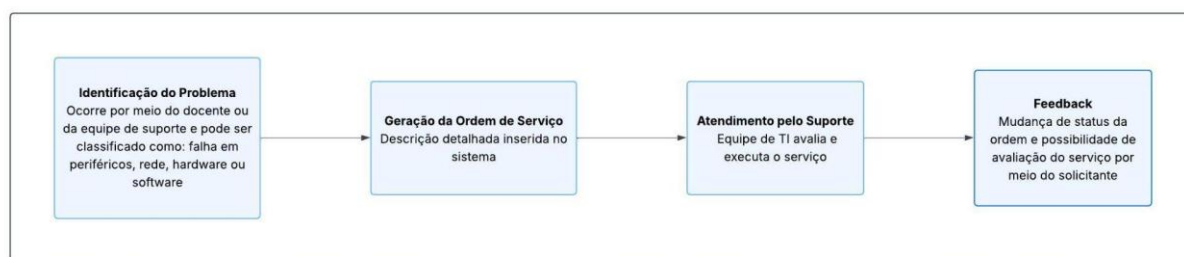 Identificação do Problema
Ocorre por meio do docente ou
da equipe de suporte e pode ser
classificado como: falha em
periféricos, rede, hardware ou
software
Geração da Ordem de Serviço
Descrição detalhada inserida no
sistema
Atendimento pelo Suporte
Equipe de TI avalia e
executa o serviço
Feedback
Mudança de status da
ordem e possibilidade de
avaliação do serviço por
meio do solicitante